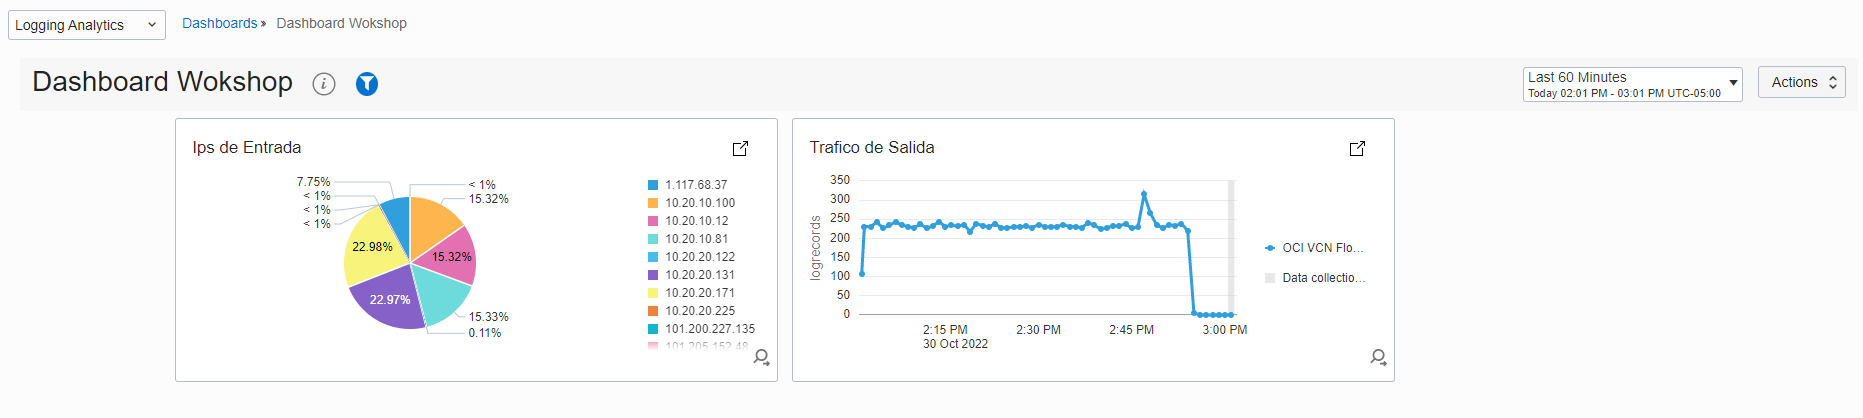 Logging Analytics
Dashboards » Dashboard Wokshop
Dashboard Wokshop
i
Last 60 Minutes
Today 02:01 PM - 03:01 PM UTC-05:00
Actions
Ips de Entrada
7.75%
< 1%
< 1%
< 1%
< 1%
15.32%
22.98%
15.32%
22.97%
15.33%
0.11%
1.117.68.37
10.20.10.100
10.20.10.12
10.20.10.81
10.20.20.122
10.20.20.131
10.20.20.171
10.20.20.225
101.200.227.135
101.205.152.48
Trafico de Salida
logrecords
350
300
250
200
150
100
50
0
2:15 PM
30 Oct 2022
2:30 PM
2:45 PM
3:00 PM
OCI VCN Flo...
Data collectio...